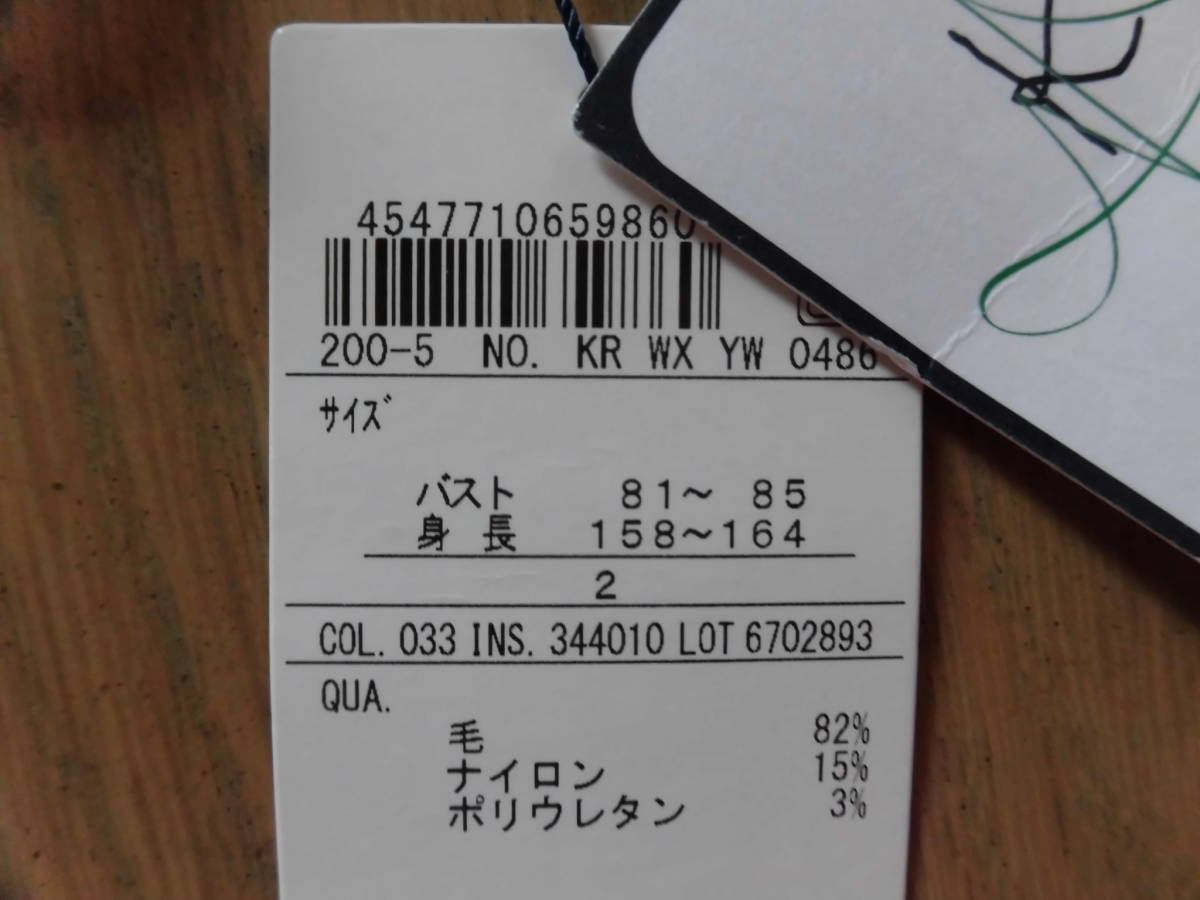 4547710659860
200-5 NO. KR WX YW 0486
サイズ
バスト 81～ 85
身 長 158～164
2
COL. 033 INS. 344010 LOT 6702893
QUA.
毛 82%
ナイロン 15%
ポリウレタン 3%